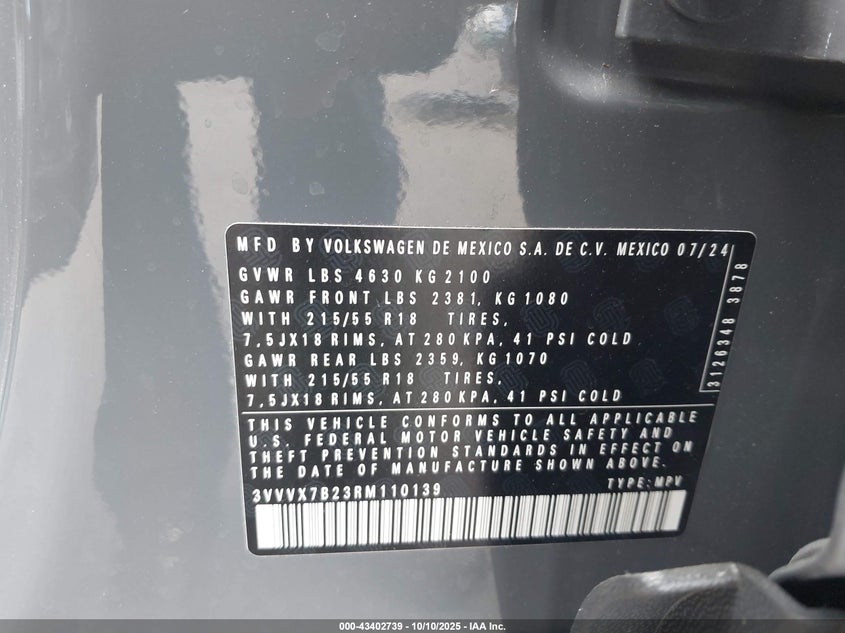 MFD BY VOLKSWAGEN DE MEXICO S.A. DE C.V. MEXICO 07/24
GVWR LBS 4630 KG 2100
GAWR FRONT LBS 2381, KG 1080
WITH 215/55 R18 TIRES,
7,5JX18 RIMS, AT 280 KPA, 41 PSI COLD
GAWR REAR LBS 2359, KG 1070
WITH 215/55 R18 TIRES,
7,5JX18 RIMS, AT 280 KPA, 41 PSI COLD
3126348 3878
THIS VEHICLE CONFORMS TO ALL APPLICABLE
U.S. FEDERAL MOTOR VEHICLE SAFETY AND
THEFT PREVENTION STANDARDS IN EFFECT ON
THE DATE OF MANUFACTURE SHOWN ABOVE.
3VVVX7B23RM110139 TYPE: MPV
000-43402739 - 10/10/2025 - IAA Inc.